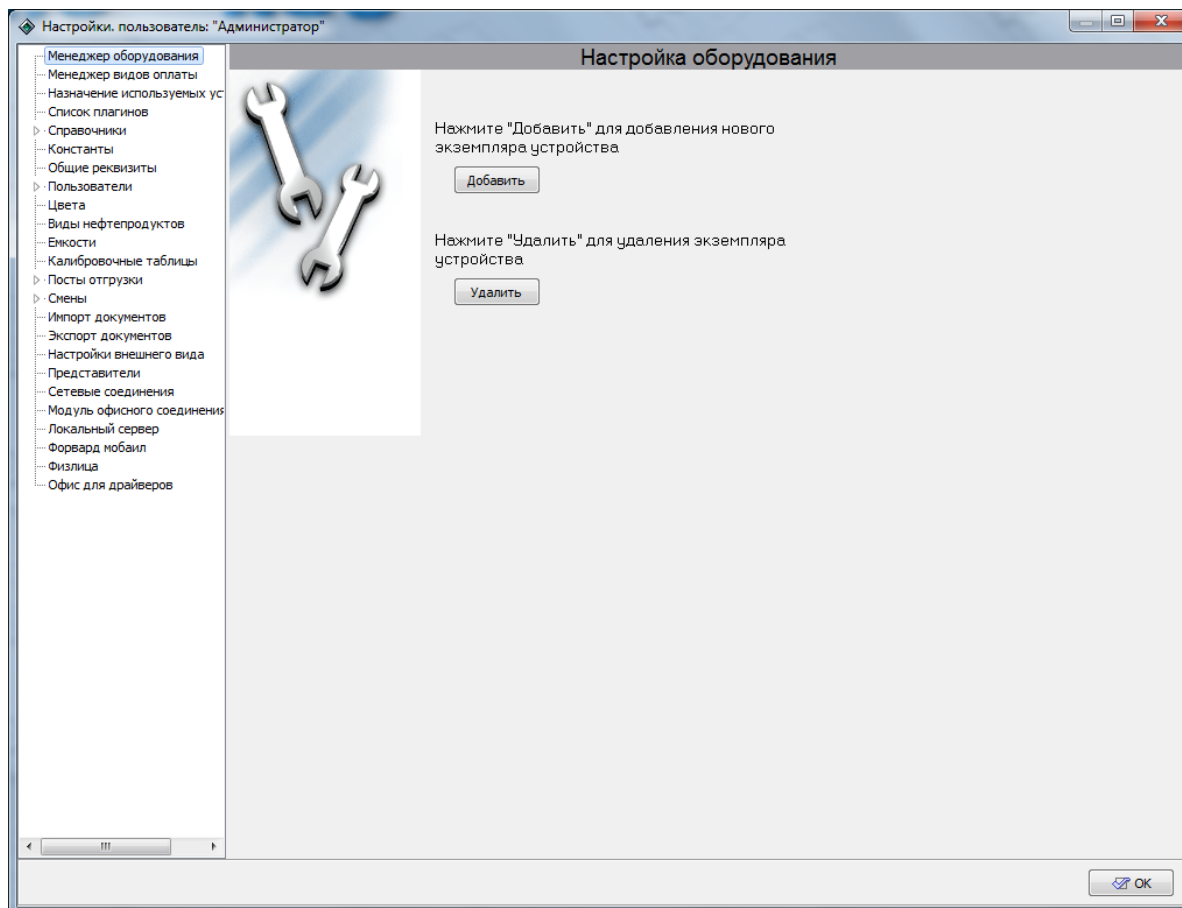 Настройки. пользователь: "Администратор"
Менеджер оборудования
Менеджер видов оплаты
Назначение используемых ус
Список плагинов
Справочники
Константы
Общие реквизиты
Пользователи
Цвета
Виды нефтепродуктов
Емкости
Калибровочные таблицы
Посты отгрузки
Смены
Импорт документов
Экспорт документов
Настройки внешнего вида
Представители
Сетевые соединения
Модуль офисного соединения
Локальный сервер
Форвард мобаил
Физлица
Офис для драйверов
Настройка оборудования
Нажмите "Добавить" для добавления нового
экземпляра устройства
Добавить
Нажмите "Удалить" для удаления экземпляра
устройства
Удалить
OK